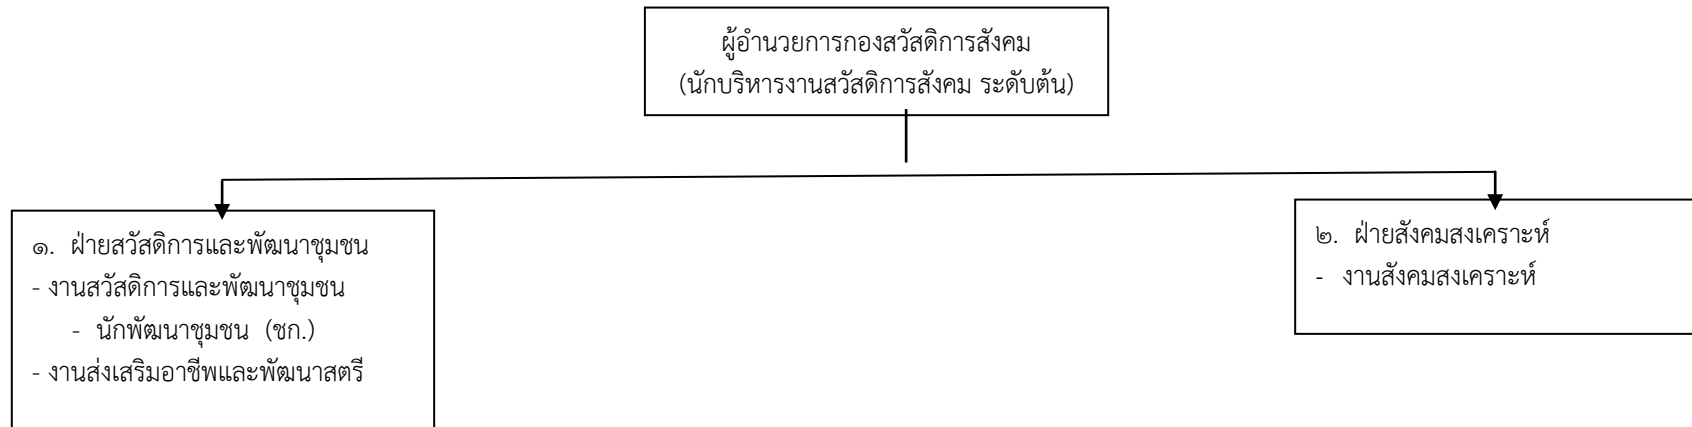 ผู้อำนวยการกองสวัสดิการสังคม
(นักบริหารงานสวัสดิการสังคม ระดับต้น)
๑. ฝ่ายสวัสดิการและพัฒนาชุมชน
- งานสวัสดิการและพัฒนาชุมชน
- นักพัฒนาชุมชน (ชก.)
- งานส่งเสริมอาชีพและพัฒนาสตรี
๒. ฝ่ายสังคมสงเคราะห์
- งานสังคมสงเคราะห์